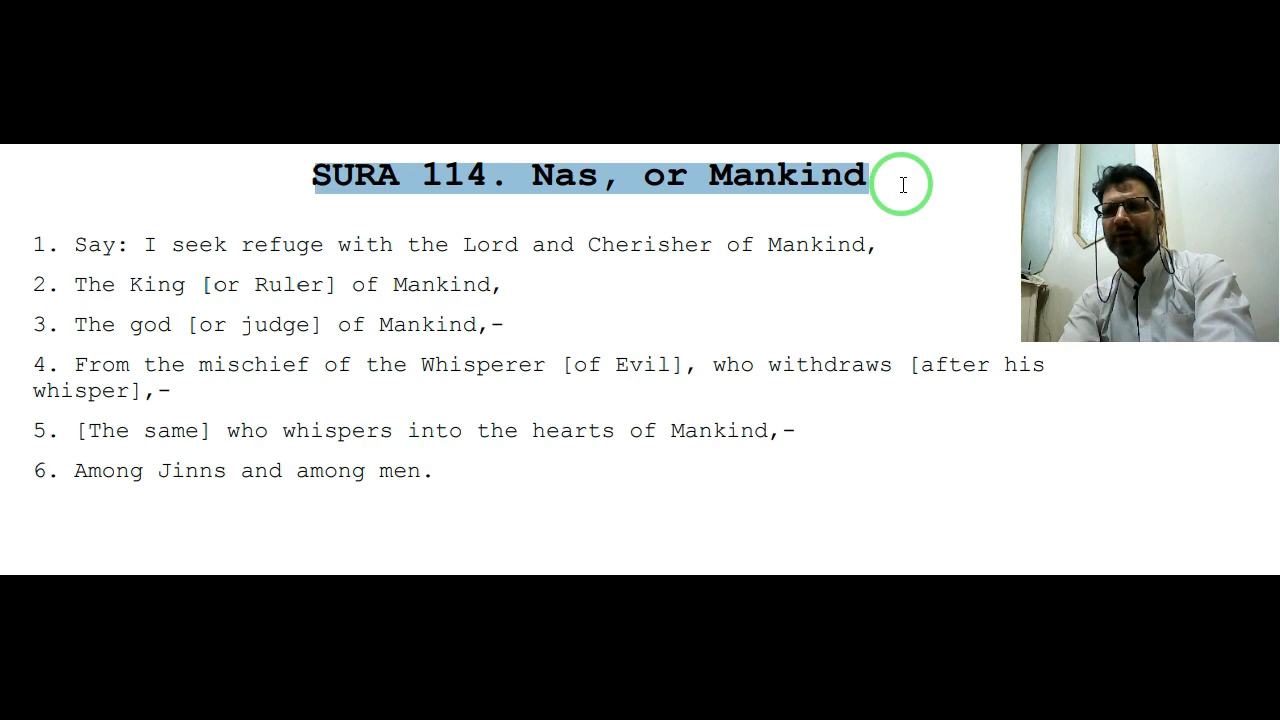 SURA 114. Nas, or Mankind
1. Say: I seek refuge with the Lord and Cherisher of Mankind,
2. The King [or Ruler] of Mankind,
3. The god [or judge] of Mankind,-
4. From the mischief of the Whisperer [of Evil], who withdraws [after his
whisper],-
5. [The same] who whispers into the hearts of Mankind,-
6. Among Jinns and among men.